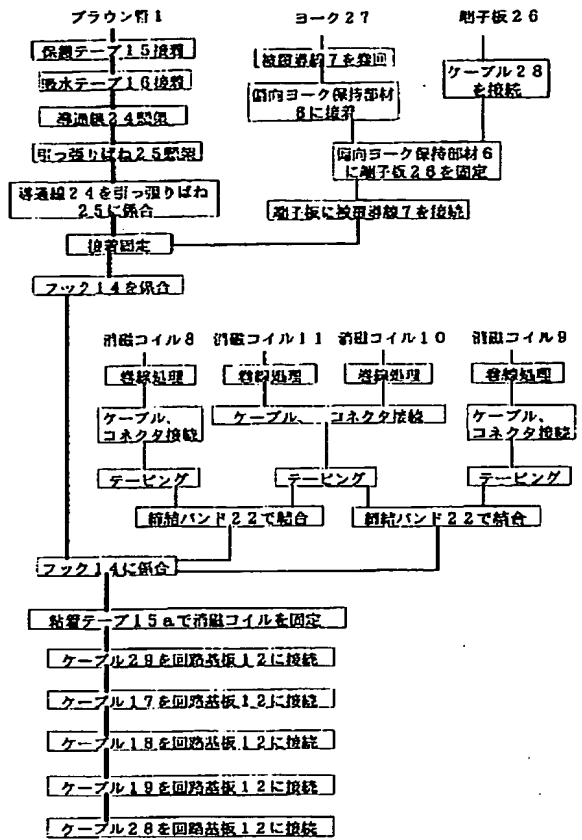 ブラウン管1
ヨーク27
端子板26
保護テープ15接着
吸水テープ16接着
導通線24懸架
引っ張りばね25懸架
導通線24を引っ張りばね
25に係合
接着固定
フック14を係合
被覆導線7を巻回
偏向ヨーク保持部材
6に接着
ケーブル28
を接続
偏向ヨーク保持部材6
に端子板26を固定
端子板に被覆導線7を接続
消磁コイル8
消磁コイル11
消磁コイル10
消磁コイル9
巻線処理
巻線処理
巻線処理
巻線処理
ケーブル、
コネクタ接続
ケーブル、 コネクタ接続
ケーブル、
コネクタ接続
テーピング
テーピング
テーピング
締結バンド22で結合
締結バンド22で結合
フック14に係合
粘着テープ15aで消磁コイルを固定
ケーブル29を回路基板12に接続
ケーブル17を回路基板12に接続
ケーブル18を回路基板12に接続
ケーブル19を回路基板12に接続
ケーブル28を回路基板12に接続